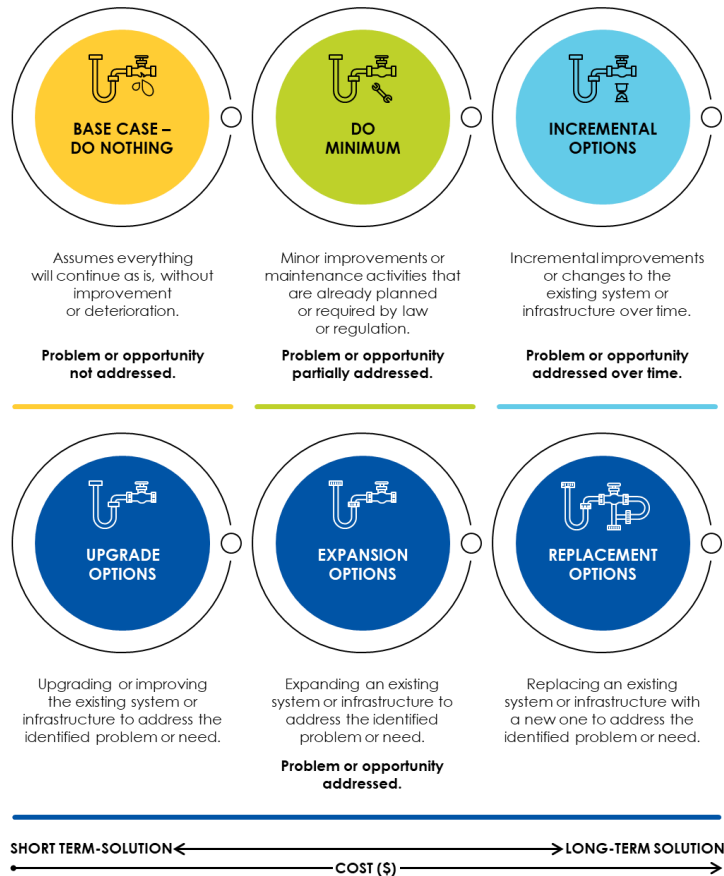 BASE CASE –
DO NOTHING
DO
MINIMUM
INCREMENTAL
OPTIONS
Assumes everything
will continue as is, without
improvement
or deterioration.
Problem or opportunity
not addressed.
Minor improvements or
maintenance activities that
are already planned
or required by law
or regulation.
Problem or opportunity
partially addressed.
Incremental improvements
or changes to the
existing system or
infrastructure over time.
Problem or opportunity
addressed over time.
UPGRADE
OPTIONS
EXPANSION
OPTIONS
REPLACEMENT
OPTIONS
Upgrading or improving
the existing system or
infrastructure to address the
identified problem or need.
Expanding an existing
system or infrastructure to
address the identified
problem or need.
Problem or opportunity
addressed.
Replacing an existing
system or infrastructure with
a new one to address the
identified problem or need.
SHORT TERM-SOLUTION
LONG-TERM SOLUTION
COST ($)